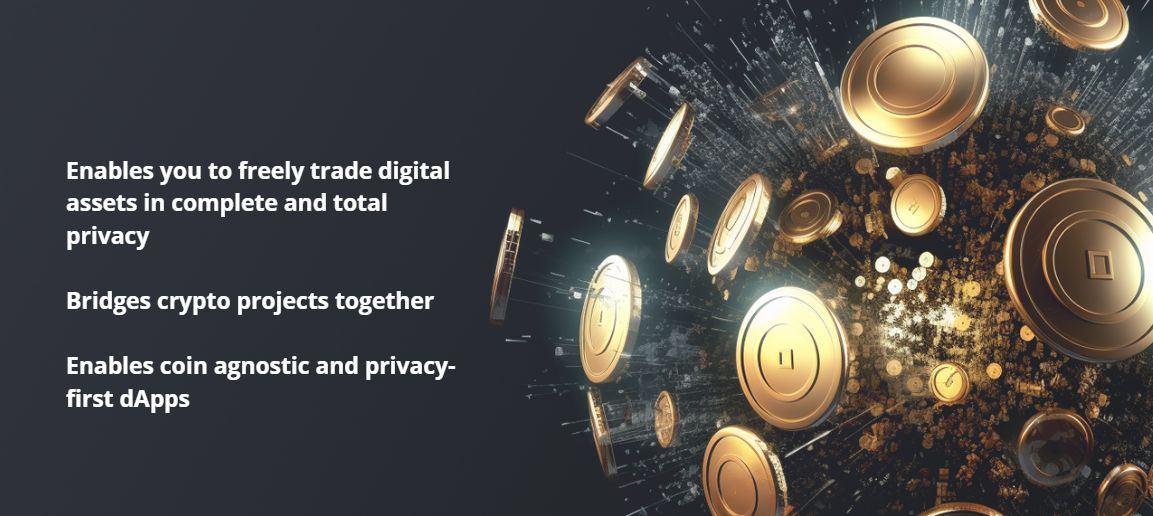 Enables you to freely trade digital
assets in complete and total
privacy
Bridges crypto projects together
Enables coin agnostic and privacy-
first dApps